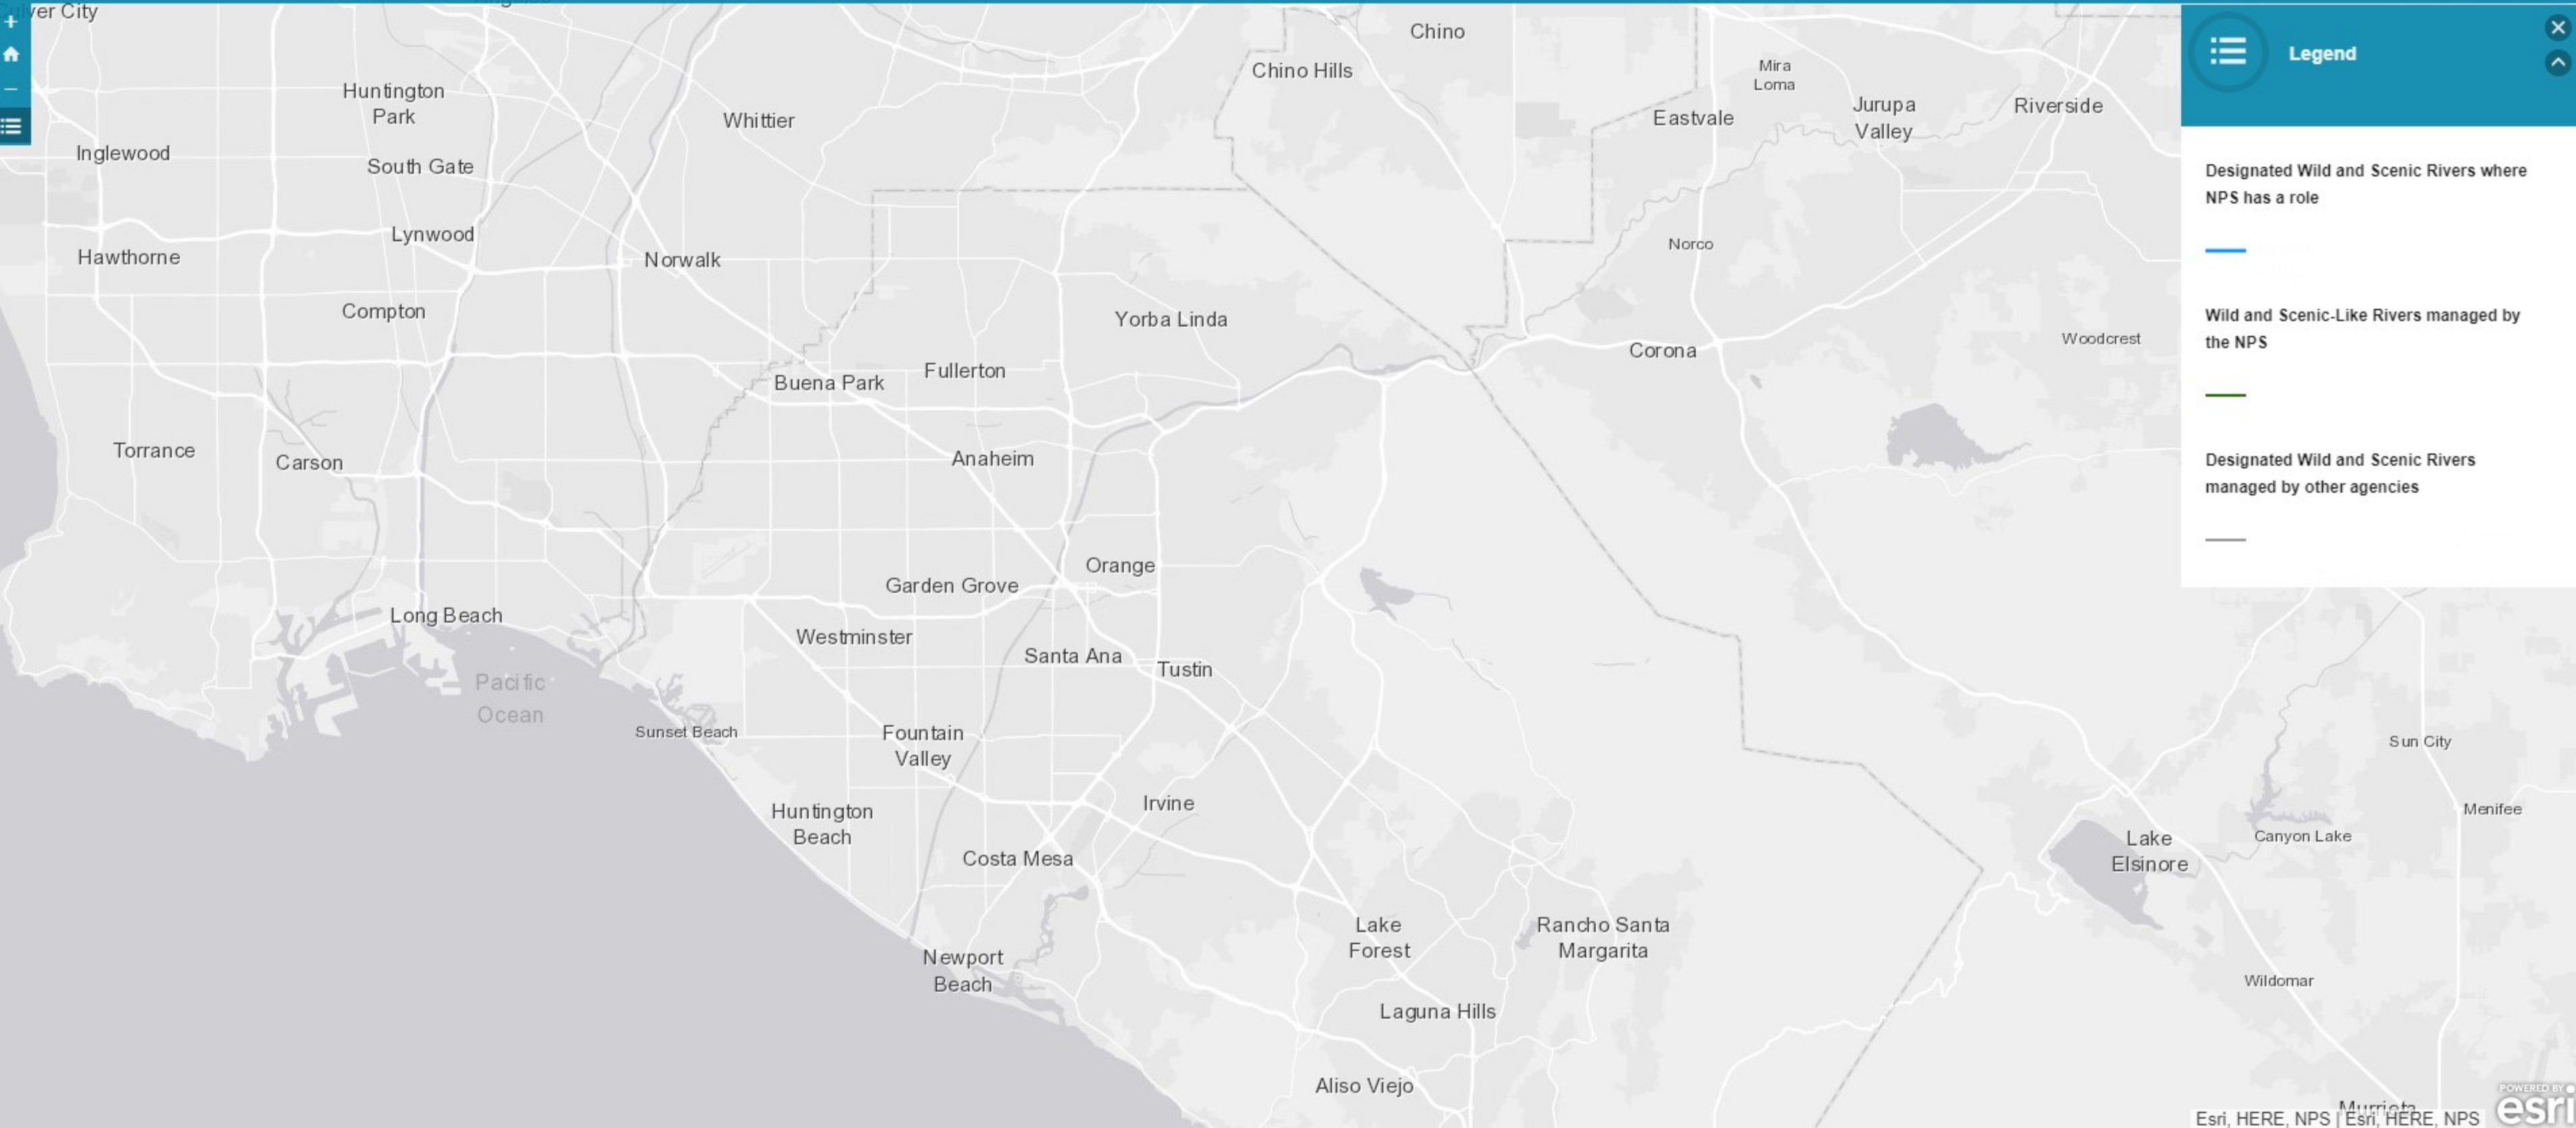 Culver City
Chino
Chino Hills
Mira
Loma
Huntington
Park
Whittier
Eastvale
Jurupa
Valley
Riverside
Inglewood
South Gate
Lynwood
Hawthorne
Norwalk
Norco
Compton
Yorba Linda
Woodcrest
Corona
Buena Park
Fullerton
Torrance
Carson
Anaheim
Orange
Garden Grove
Long Beach
Westminster
Santa Ana
Tustin
Pacific
Ocean
Sunset Beach
Fountain
Valley
Sun City
Huntington
Beach
Irvine
Menifee
Canyon Lake
Lake
Elsinore
Costa Mesa
Lake
Forest
Rancho Santa
Margarita
Newport
Beach
Wildomar
Laguna Hills
Aliso Viejo
Murrieta
Legend
Designated Wild and Scenic Rivers where
NPS has a role
Wild and Scenic-Like Rivers managed by
the NPS
Designated Wild and Scenic Rivers
managed by other agencies
POWERED BY
esri
Esri, HERE, NPS | Esri, HERE, NPS